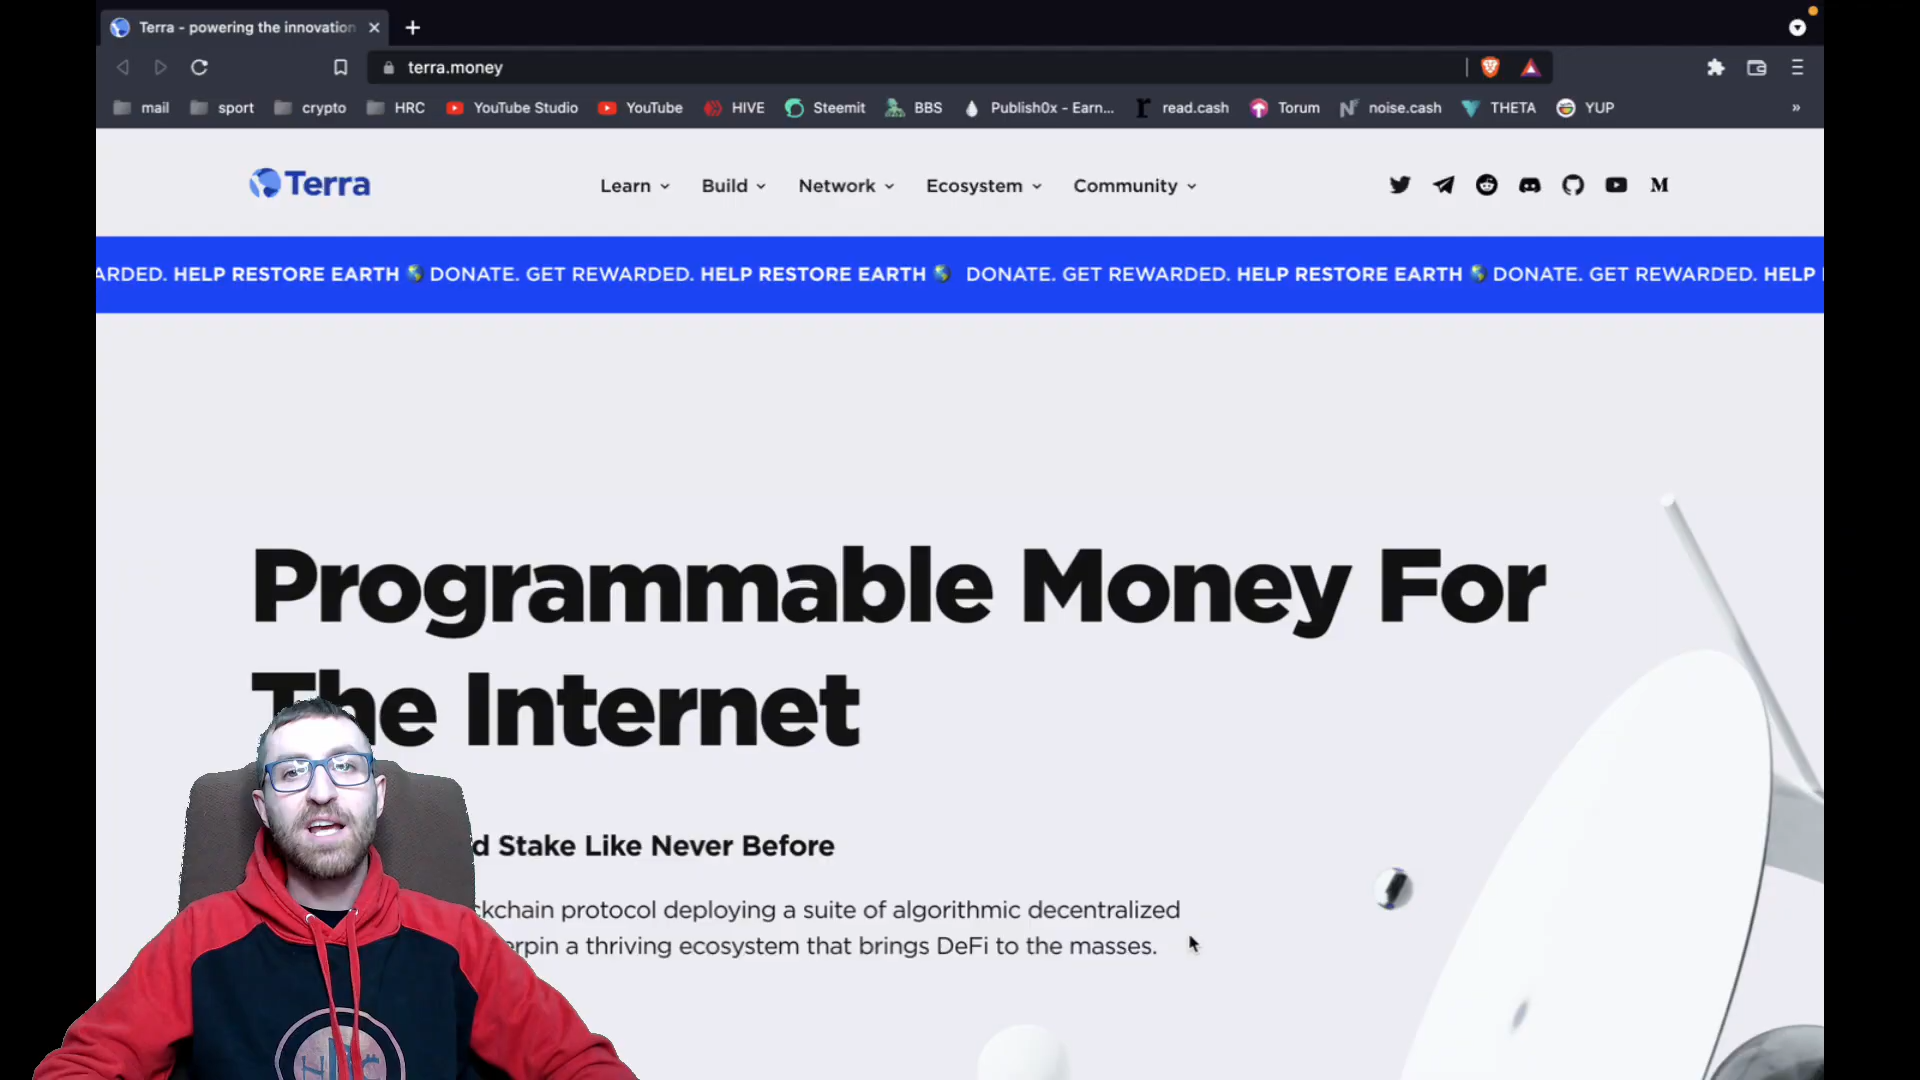 Terra - powering the innovation
terra.money
mail sport crypto HRC YouTube Studio YouTube HIVE Steemit BBS Publish0x - Earn... read.cash Torum noise.cash THETA YUP »
Terra Learn Build Network Ecosystem Community
ARDED. HELP RESTORE EARTH 🌎 DONATE. GET REWARDED. HELP RESTORE EARTH 🌎 DONATE. GET REWARDED. HELP RESTORE EARTH 🌎 DONATE. GET REWARDED. HELP
Programmable Money For
The Internet
d Stake Like Never Before
ckchain protocol deploying a suite of algorithmic decentralized
erpin a thriving ecosystem that brings DeFi to the masses.